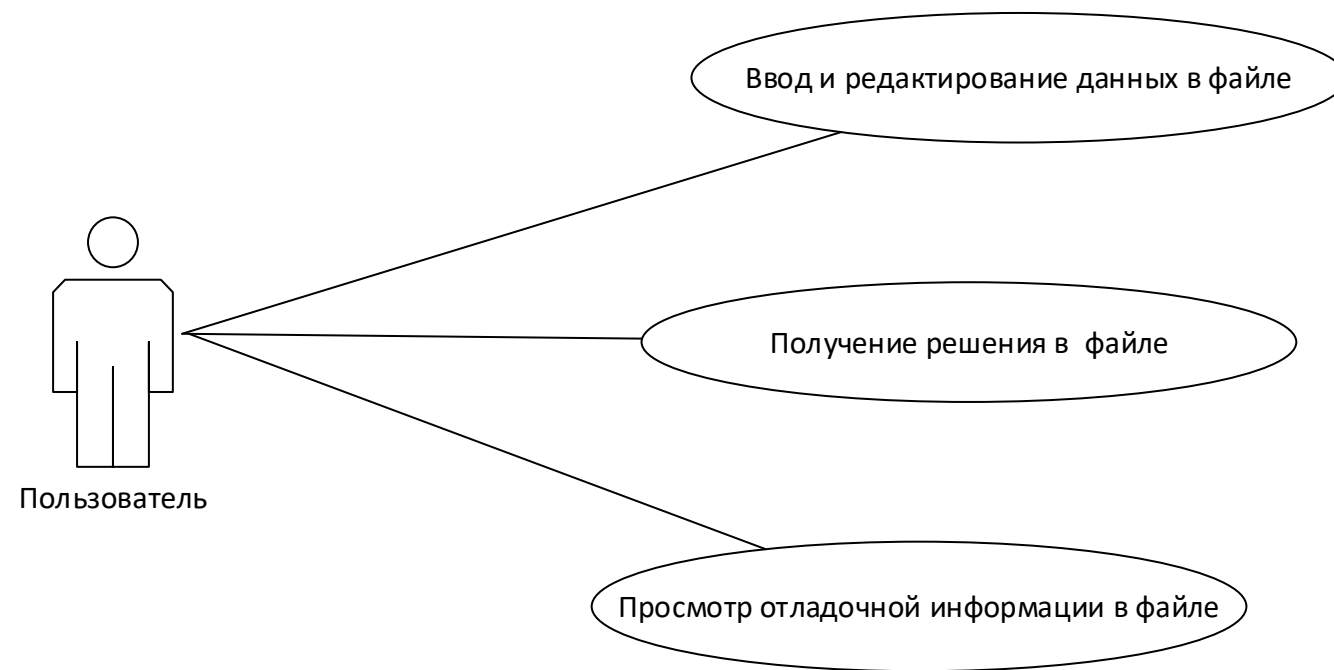 Ввод и редактирование данных в файле
Получение решения в  файле
Пользователь
Просмотр отладочной информации в файле